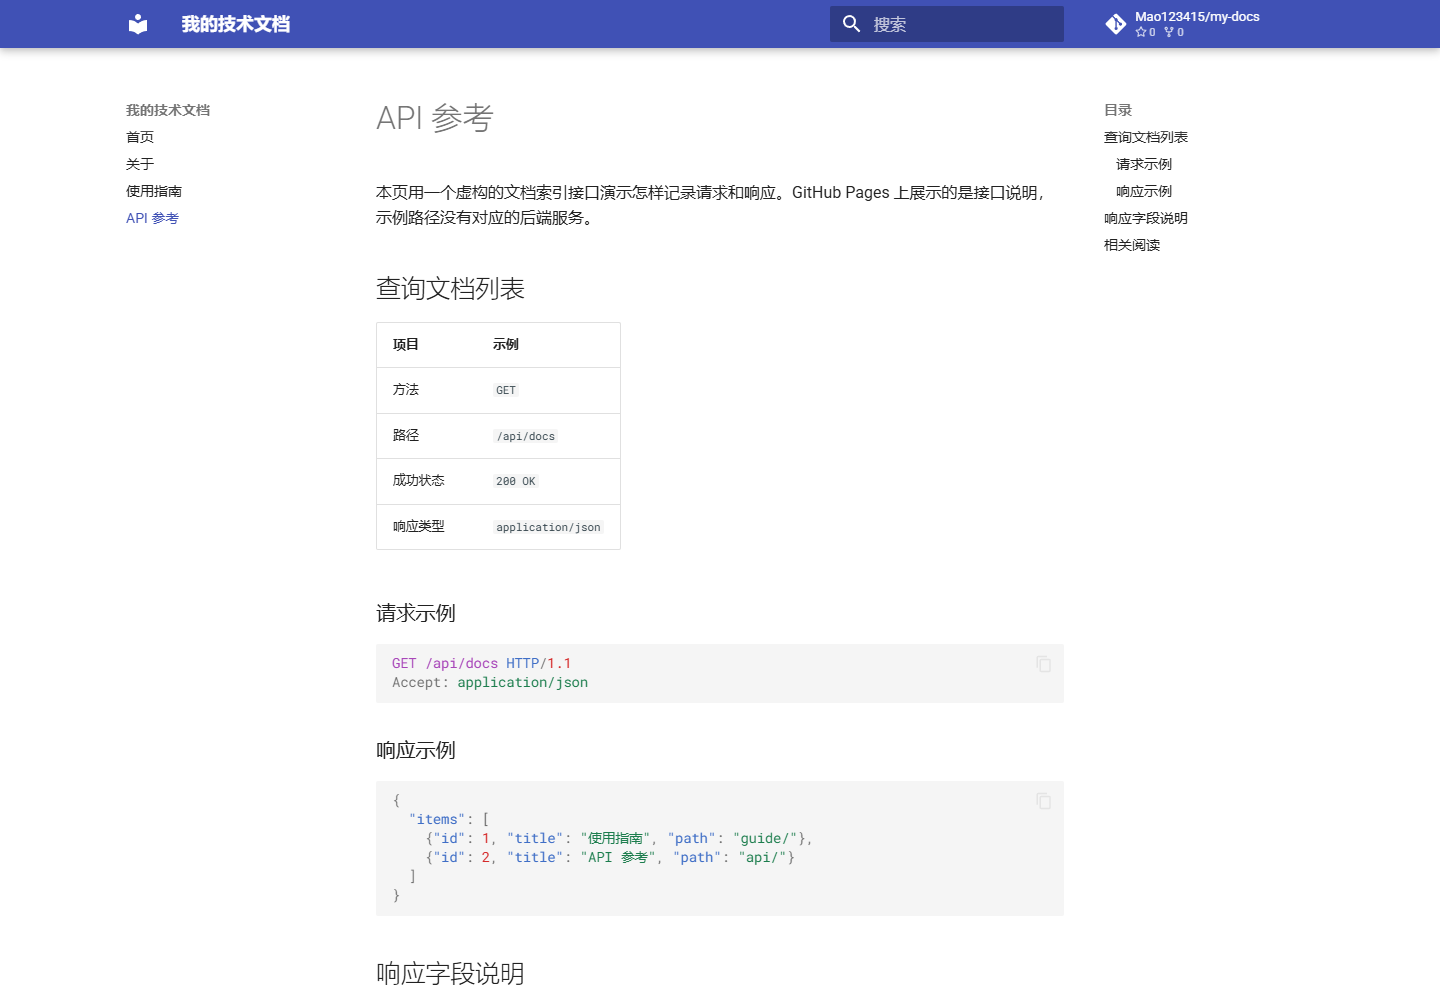 我的技术文档
搜索
Mao123415/my-docs
0 0
我的技术文档
首页
关于
使用指南
API 参考
API 参考
本页用一个虚构的文档索引接口演示怎样记录请求和响应。GitHub Pages 上展示的是接口说明，
示例路径没有对应的后端服务。
查询文档列表
项目 示例
方法 GET
路径 /api/docs
成功状态 200 OK
响应类型 application/json
请求示例
GET /api/docs HTTP/1.1
Accept: application/json
响应示例
{
  "items": [
    {"id": 1, "title": "使用指南", "path": "guide/"},
    {"id": 2, "title": "API 参考", "path": "api/"}
  ]
}
响应字段说明
目录
查询文档列表
请求示例
响应示例
响应字段说明
相关阅读